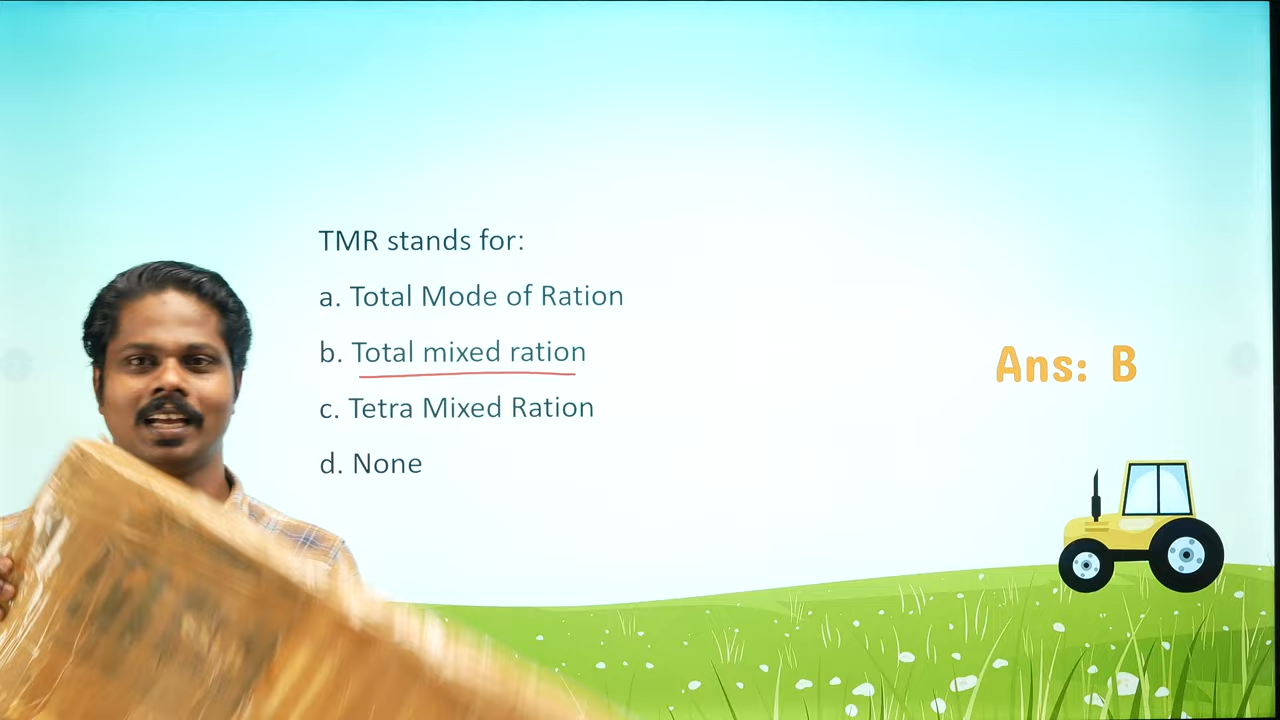 TMR stands for:
a. Total Mode of Ration
b. Total mixed ration
c. Tetra Mixed Ration
d. None
Ans: B